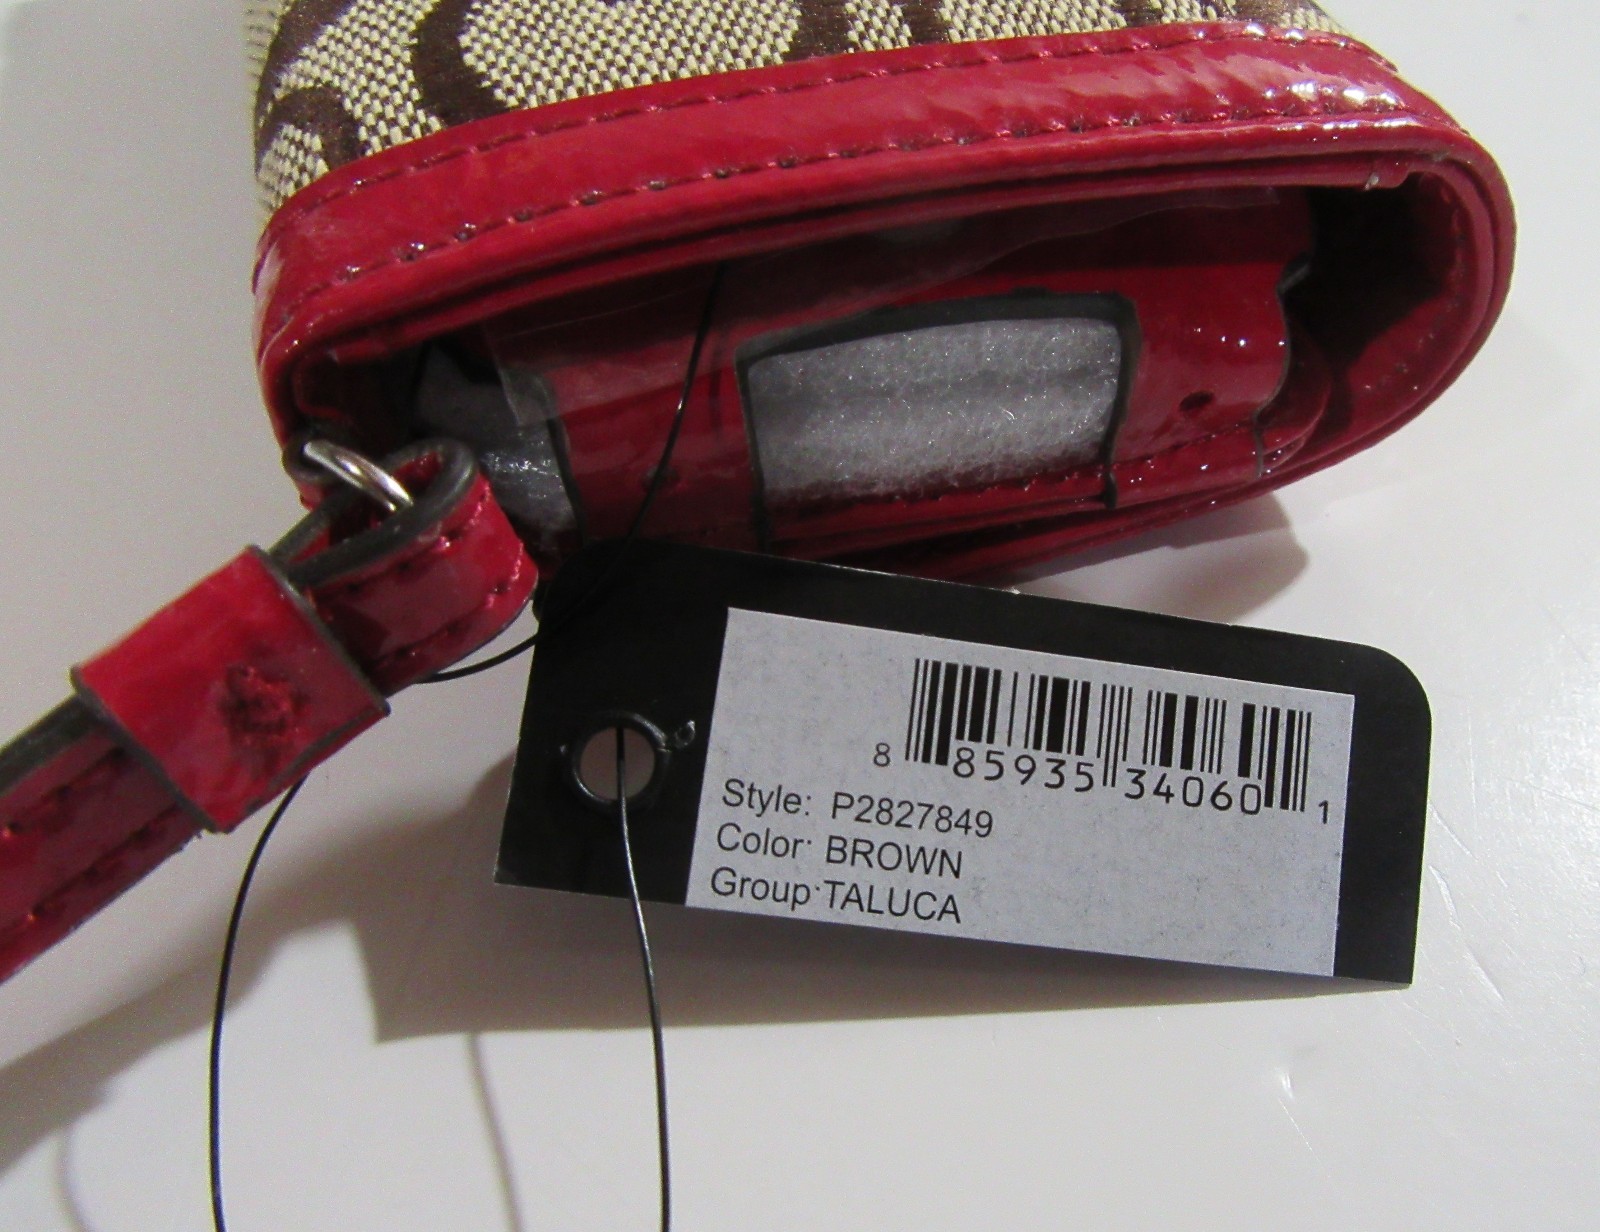 8 85935 34060 1
Style: P2827849
Color: BROWN
Group: TALUCA